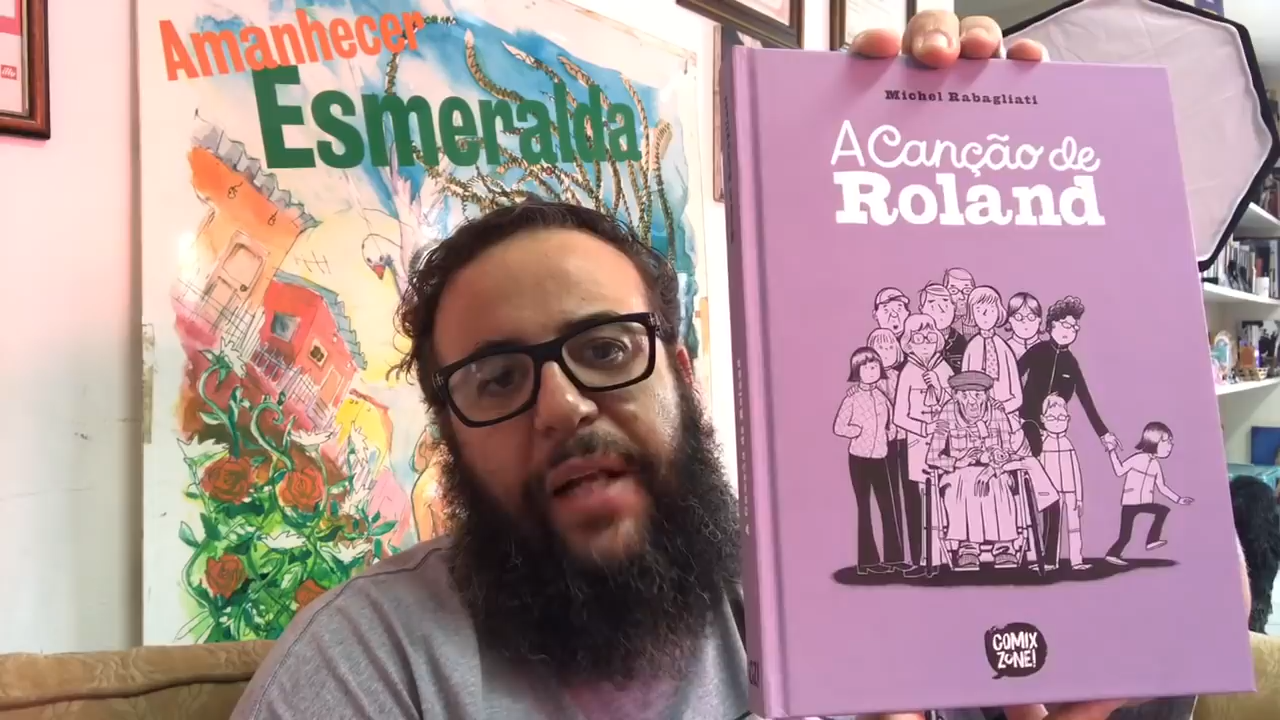 Amanhecer
Esmeralda
Michel Rabagliati
A Canção de
Roland
COMIX
ZONE!